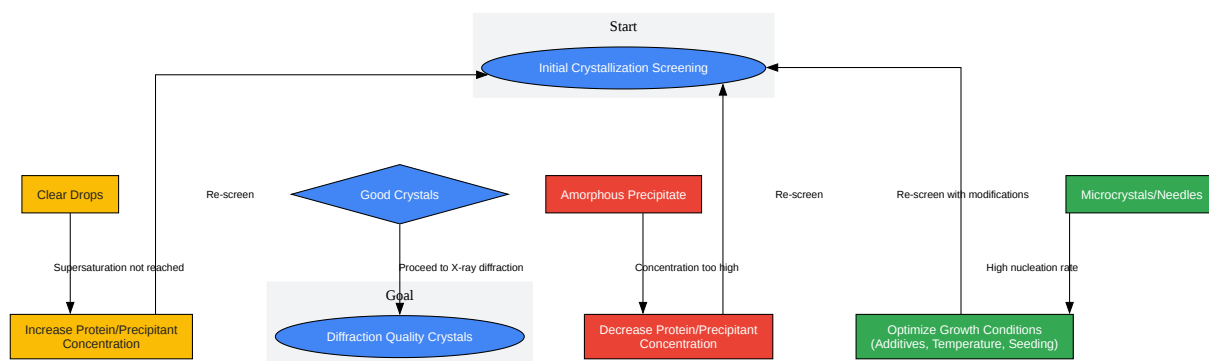 Start
Initial Crystallization Screening
Clear Drops
Re-screen
Good Crystals
Amorphous Precipitate
Re-screen
Re-screen with modifications
Microcrystals/Needles
Supersaturation not reached
Proceed to X-ray diffraction
Concentration too high
High nucleation rate
Goal
Increase Protein/Precipitant
Concentration
Diffraction Quality Crystals
Decrease Protein/Precipitant
Concentration
Optimize Growth Conditions
(Additives, Temperature, Seeding)